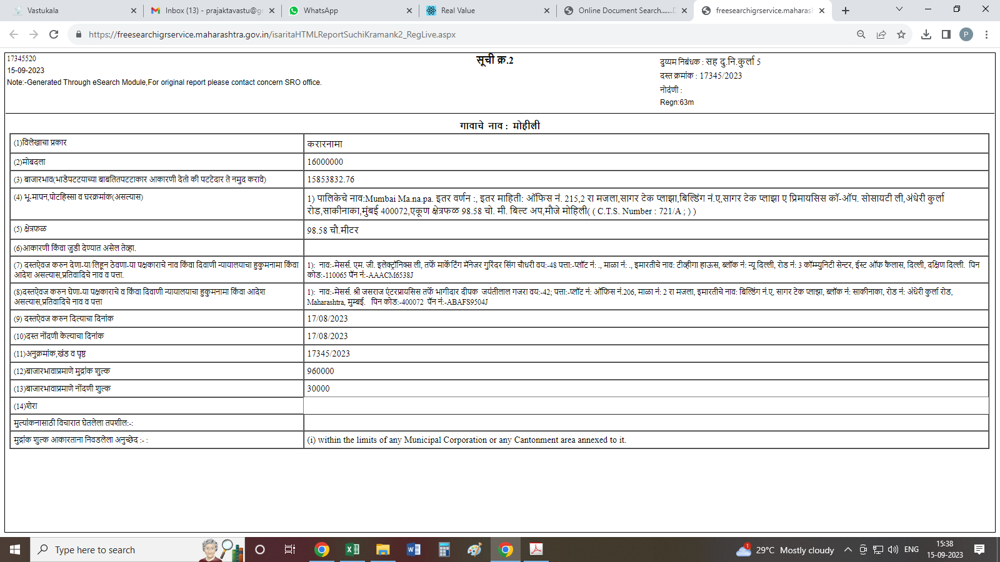 Vastukala
Inbox (13) - prajaktavastu@g
WhatsApp
Real Value
Online Document Search......D
freesearchigrservice.maharash
https://freesearchigrservice.maharashtra.gov.in/isaritaHTMLReportSuchiKramank2_RegLive.aspx
P
17345520
15-09-2023
Note:-Generated Through eSearch Module,For original report please contact concern SRO office.
सूची क्र.2
दुय्यम निबंधक : सह दु.नि.कुर्ला 5
दस्त क्रमांक : 17345/2023
नोदंणी :
Regn:63m
गावाचे नाव : मोहीली
(1)विलेखाचा प्रकार
करारनामा
(2)मोबदला
16000000
(3) बाजारभाव(भाडेपटटयाच्या बाबतितपटटाकार आकारणी देतो की पटटेदार ते नमुद करावे)
15853832.76
(4) भू-मापन,पोटहिस्सा व घरक्रमांक(असल्यास)
1) पालिकेचे नाव:Mumbai Ma.na.pa. इतर वर्णन :, इतर माहिती: ऑफिस नं. 215,2 रा मजला,सागर टेक प्लाझा,बिल्डिंग नं.ए,सागर टेक प्लाझा ए प्रिमायसिस कॉ-ऑप. सोसायटी ली,अंधेरी कुर्ला
रोड,साकीनाका,मुंबई 400072,एकूण क्षेत्रफळ 98.58 चो. मी. बिल्ट अप,मौजे मोहिली( ( C.T.S. Number : 721/A ; ) )
(5) क्षेत्रफळ
98.58 चौ.मीटर
(6)आकारणी किंवा जुडी देण्यात असेल तेव्हा.
(7) दस्तऐवज करुन देणा-या/लिहून ठेवणा-या पक्षकाराचे नाव किंवा दिवाणी न्यायालयाचा हुकुमनामा किंवा
आदेश असल्यास,प्रतिवादिचे नाव व पत्ता.
1): नाव:-मेसर्स. एम. जी. इलेक्ट्रॉनिक्स ली, तर्फे मार्केटिंग मॅनेजर गुरिंदर सिंग चौधरी वय:-48 पत्ता:-प्लॉट नं: ., माळा नं: ., इमारतीचे नाव: टीव्हीगा हाऊस, ब्लॉक नं: न्यू दिल्ली, रोड नं: 3 कॉम्युनिटी सेन्टर, ईस्ट ऑफ कैलास, दिल्ली, दक्षिण दिल्ली. पिन
कोड:-110065 पॅन नं:-AAACM6538J
(8)दस्तऐवज करुन घेणा-या पक्षकाराचे व किंवा दिवाणी न्यायालयाचा हुकुमनामा किंवा आदेश
असल्यास,प्रतिवादिचे नाव व पत्ता
1): नाव:-मेसर्स. श्री जसराज एंटरप्रायसिस तर्फे भागीदार दीपक जयंतीलाल गजरा वय:-42; पत्ता:-प्लॉट नं: ऑफिस नं.206, माळा नं: 2 रा मजला, इमारतीचे नाव: बिल्डिंग नं.ए, सागर टेक प्लाझा, ब्लॉक नं: साकीनाका, रोड नं: अंधेरी कुर्ला रोड,
Maharashtra, मुम्बई. पिन कोड:-400072 पॅन नं:-ABAFS9504J
(9) दस्तऐवज करुन दिल्याचा दिनांक
17/08/2023
(10)दस्त नोंदणी केल्याचा दिनांक
17/08/2023
(11)अनुक्रमांक,खंड व पृष्ठ
17345/2023
(12)बाजारभावाप्रमाणे मुद्रांक शुल्क
960000
(13)बाजारभावाप्रमाणे नोंदणी शुल्क
30000
(14)शेरा
मुल्यांकनासाठी विचारात घेतलेला तपशील:-:
मुद्रांक शुल्क आकारताना निवडलेला अनुच्छेद :- :
(i) within the limits of any Municipal Corporation or any Cantonment area annexed to it.
Type here to search
1
29°C Mostly cloudy
ENG
15:38
15-09-2023